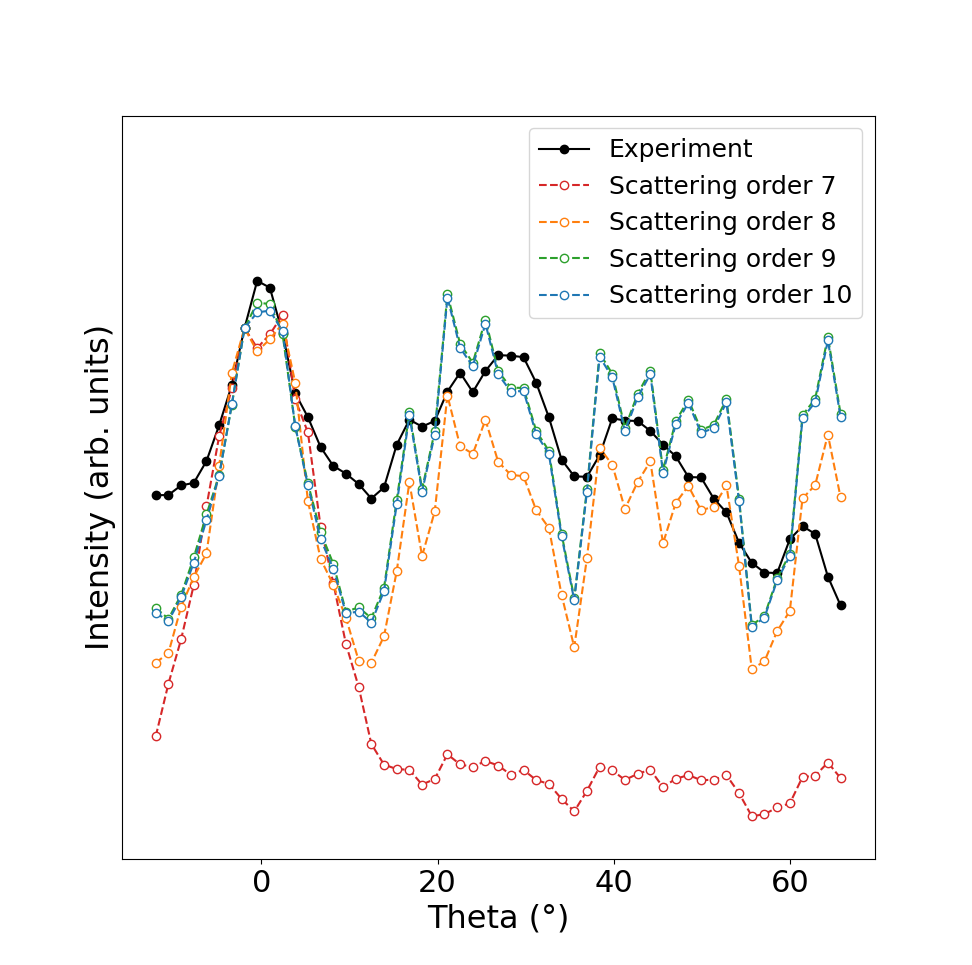 Experiment
Scattering order 7
Scattering order 8
Scattering order 9
Scattering order 10
Intensity (arb. units)
0 20 40 60
Theta (°)